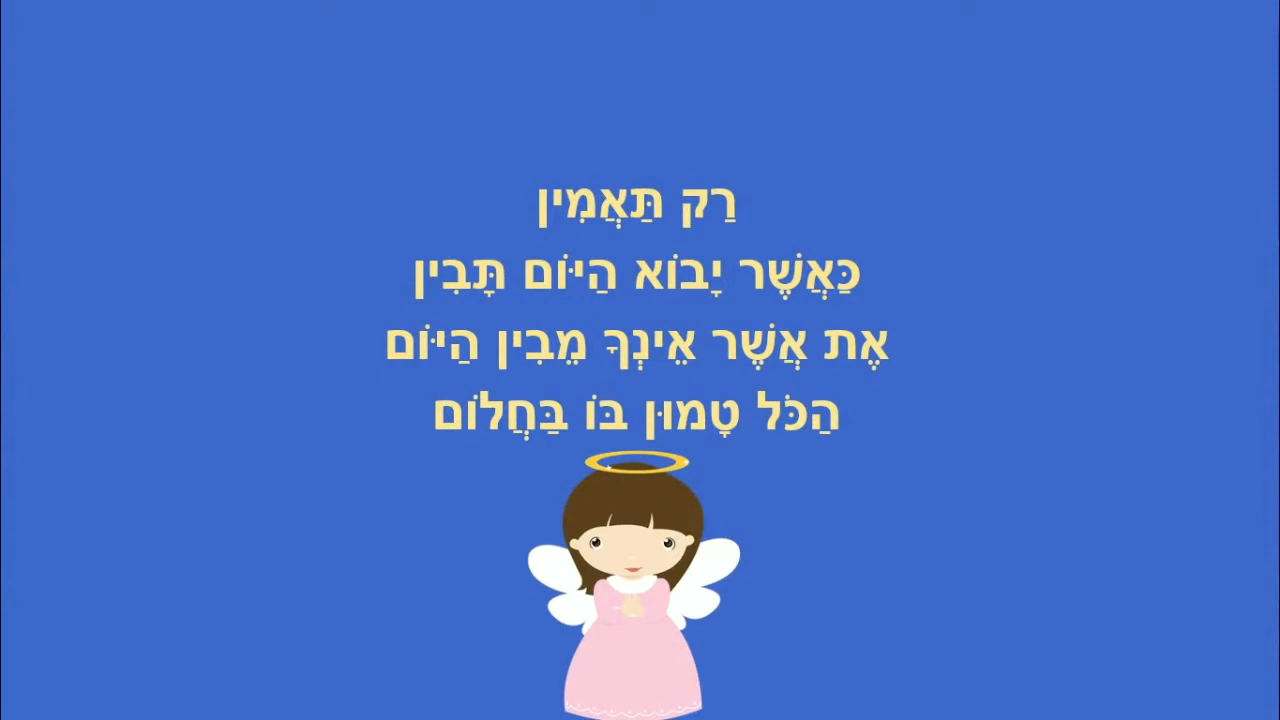 רַק תַּאֲמִין
כַּאֲשֶׁר יָבוֹא הַיּוֹם תָּבִין
אֶת אֲשֶׁר אֵינְךָ מֵבִין הַיּוֹם
הַכֹּל טָמוּן בּוֹ בַּחֲלוֹם